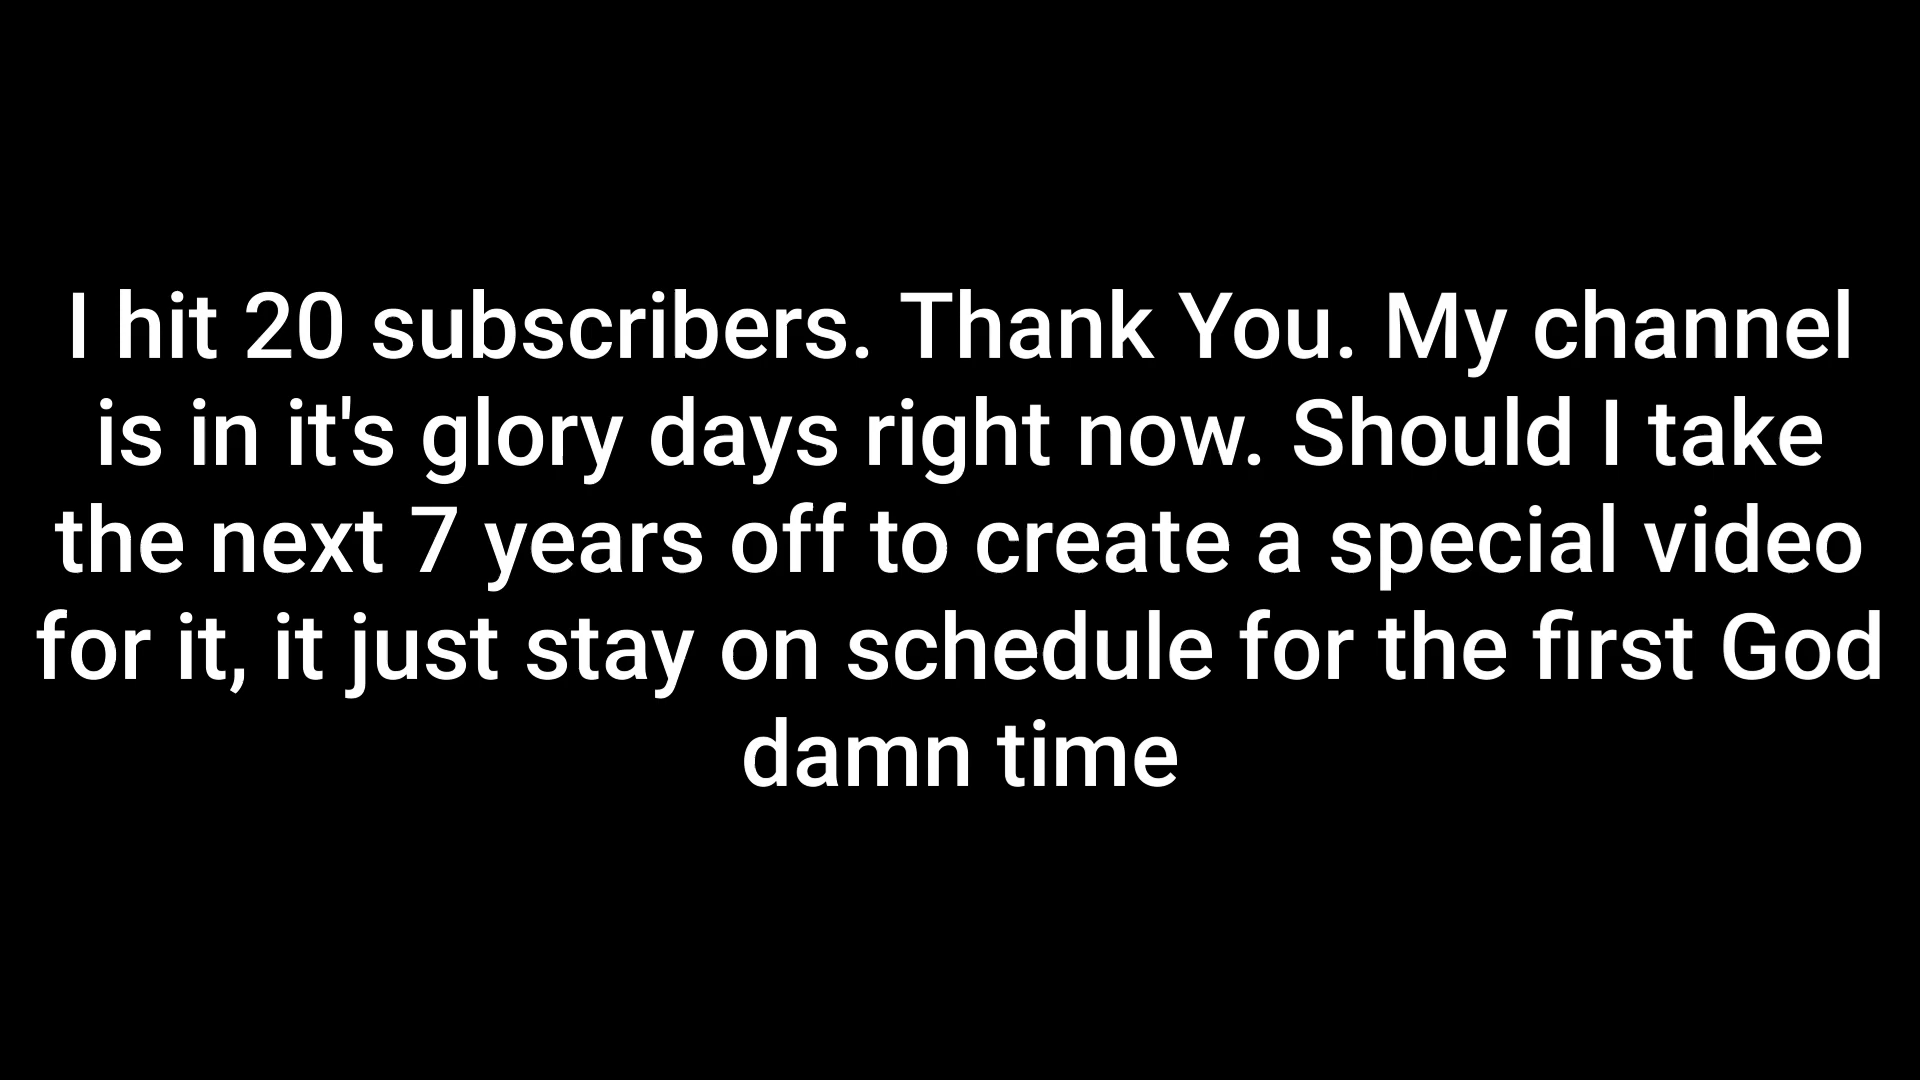 I hit 20 subscribers. Thank You. My channel
is in it's glory days right now. Should I take
the next 7 years off to create a special video
for it, it just stay on schedule for the first God
damn time